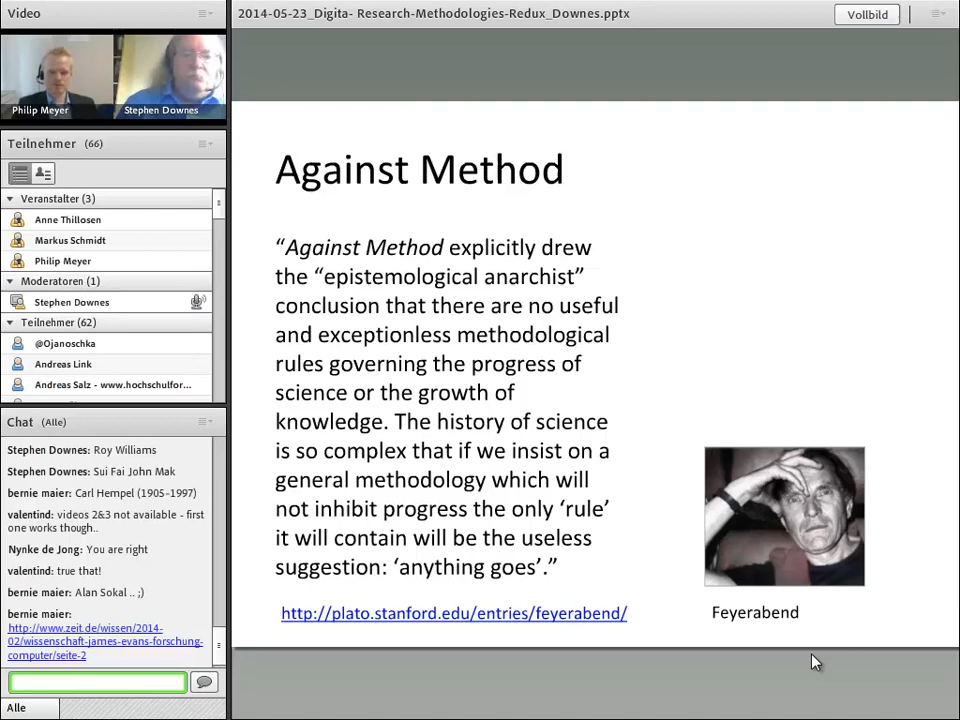 Video
2014-05-23_Digita- Research-Methodologies-Redux_Downes.pptx
Vollbild
Philip Meyer
Stephen Downes
Teilnehmer (66)
Veranstalter (3)
Anne Thillosen
Markus Schmidt
Philip Meyer
Moderatoren (1)
Stephen Downes
Teilnehmer (62)
@Ojanoschka
Andreas Link
Andreas Salz - www.hochschulfor...
Chat (Alle)
Stephen Downes: Roy Williams
Stephen Downes: Sui Fai John Mak
bernie maier: Carl Hempel (1905-1997)
valentind: videos 2&3 not available - first
one works though..
Nynke de Jong: You are right
valentind: true that!
bernie maier: Alan Sokal .. ;)
bernie maier:
http://www.zeit.de/wissen/2014-
02/wissenschaft-james-evans-forschung-
computer/seite-2
Alle
Against Method
“Against Method explicitly drew
the “epistemological anarchist”
conclusion that there are no useful
and exceptionless methodological
rules governing the progress of
science or the growth of
knowledge. The history of science
is so complex that if we insist on a
general methodology which will
not inhibit progress the only ‘rule’
it will contain will be the useless
suggestion: ‘anything goes’.”
http://plato.stanford.edu/entries/feyerabend/
Feyerabend